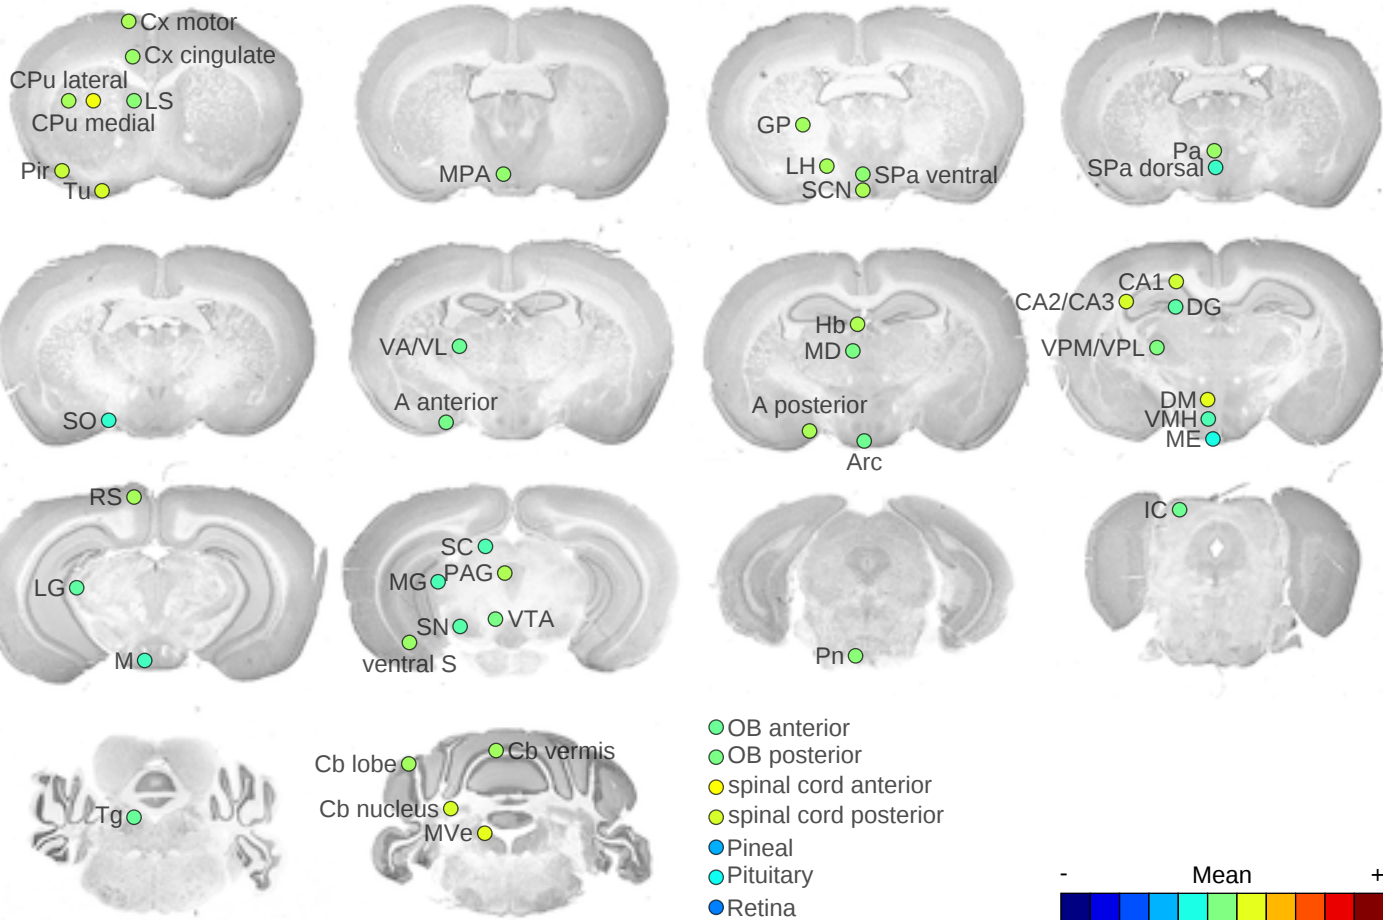 Cx motor
Cx cingulate
CPu lateral
LS
CPu medial
Pir
Tu
MPA
GP
LH
SPa ventral
SCN
Pa
SPa dorsal
SO
VA/VL
A anterior
Hb
MD
A posterior
Arc
CA1
CA2/CA3
DG
VPM/VPL
DM
VMH
ME
RS
LG
M
SC
MG
PAG
SN
VTA
ventral S
Pn
IC
Tg
Cb lobe
Cb vermis
Cb nucleus
MVe
OB anterior
OB posterior
spinal cord anterior
spinal cord posterior
Pineal
Pituitary
Retina
- Mean +